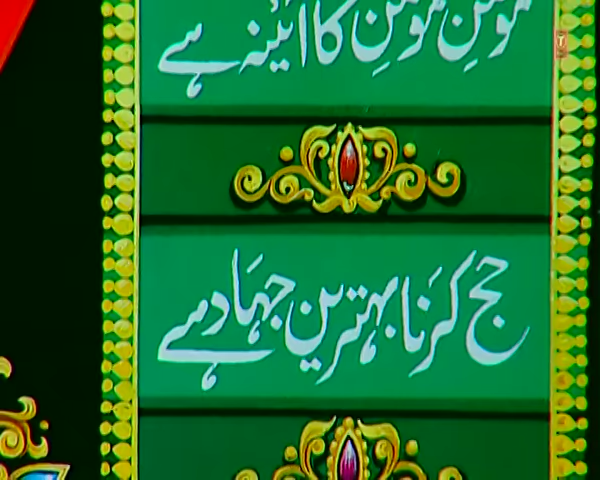 مومن مومن کا آئینہ ہے
حج کرنا بہترین جہاد ہے